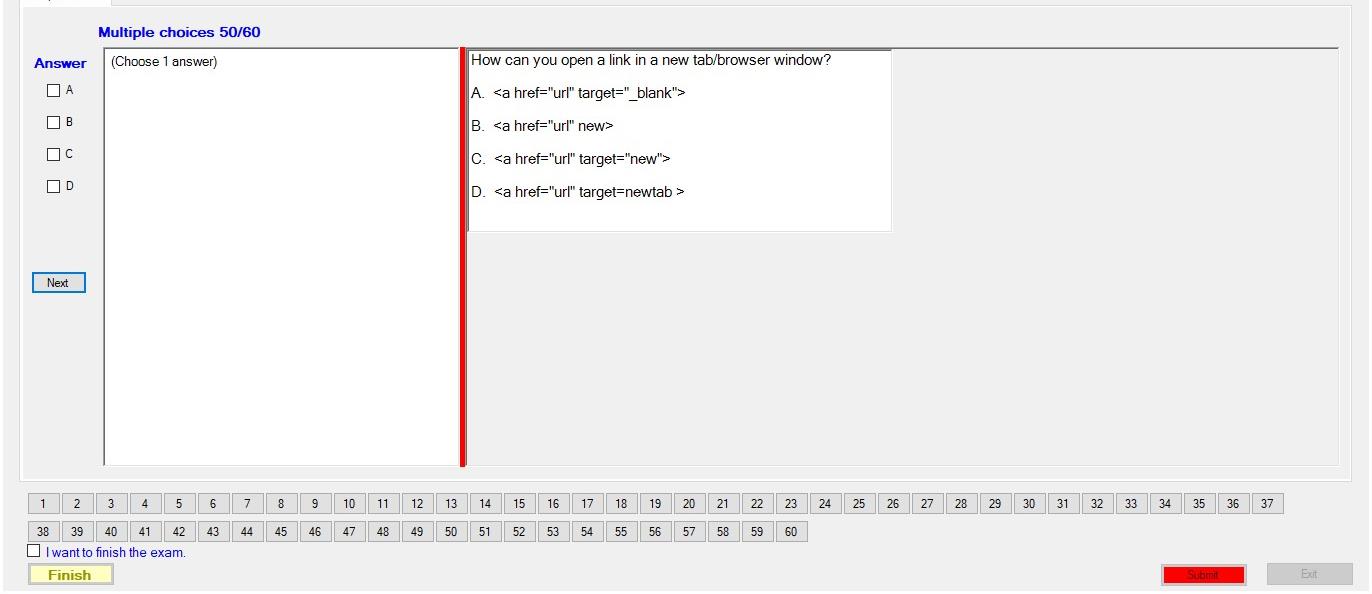 Multiple choices 50/60
Answer
(Choose 1 answer)
A
B
C
D
Next
How can you open a link in a new tab/browser window?
A. <a href="url" target="_blank">
B. <a href="url" new>
C. <a href="url" target="new">
D. <a href="url" target=newtab >
1 2 3 4 5 6 7 8 9 10 11 12 13 14 15 16 17 18 19 20 21 22 23 24 25 26 27 28 29 30 31 32 33 34 35 36 37
38 39 40 41 42 43 44 45 46 47 48 49 50 51 52 53 54 55 56 57 58 59 60
I want to finish the exam.
Finish
Submit
Exit